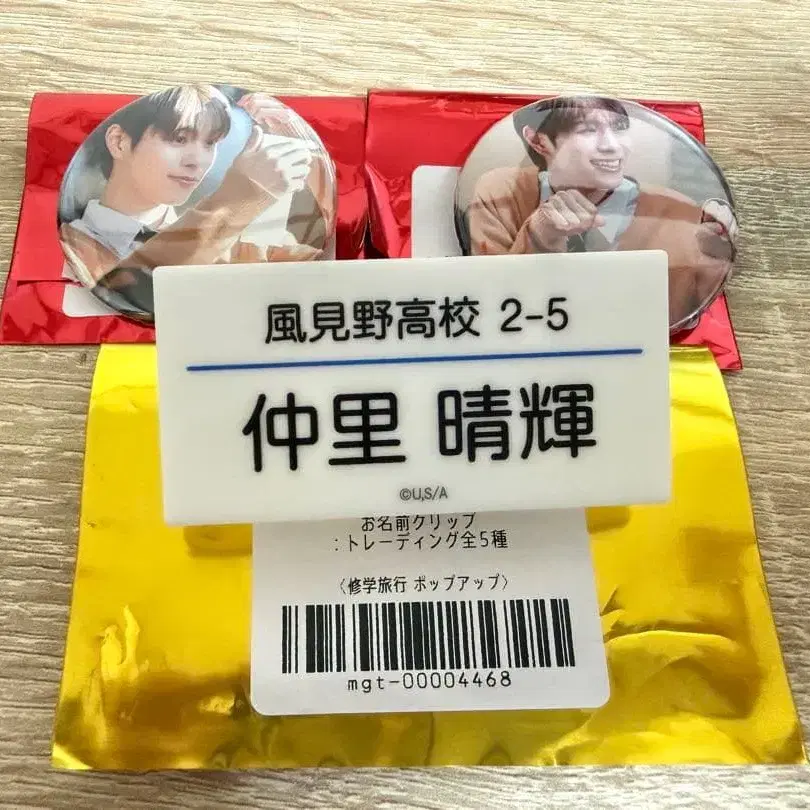 風見野高校 2-5
仲里 晴輝
©U,S/A
お名前クリップ
:トレーディング全5種
〈修学旅行 ポップアップ〉
mgt-00004468